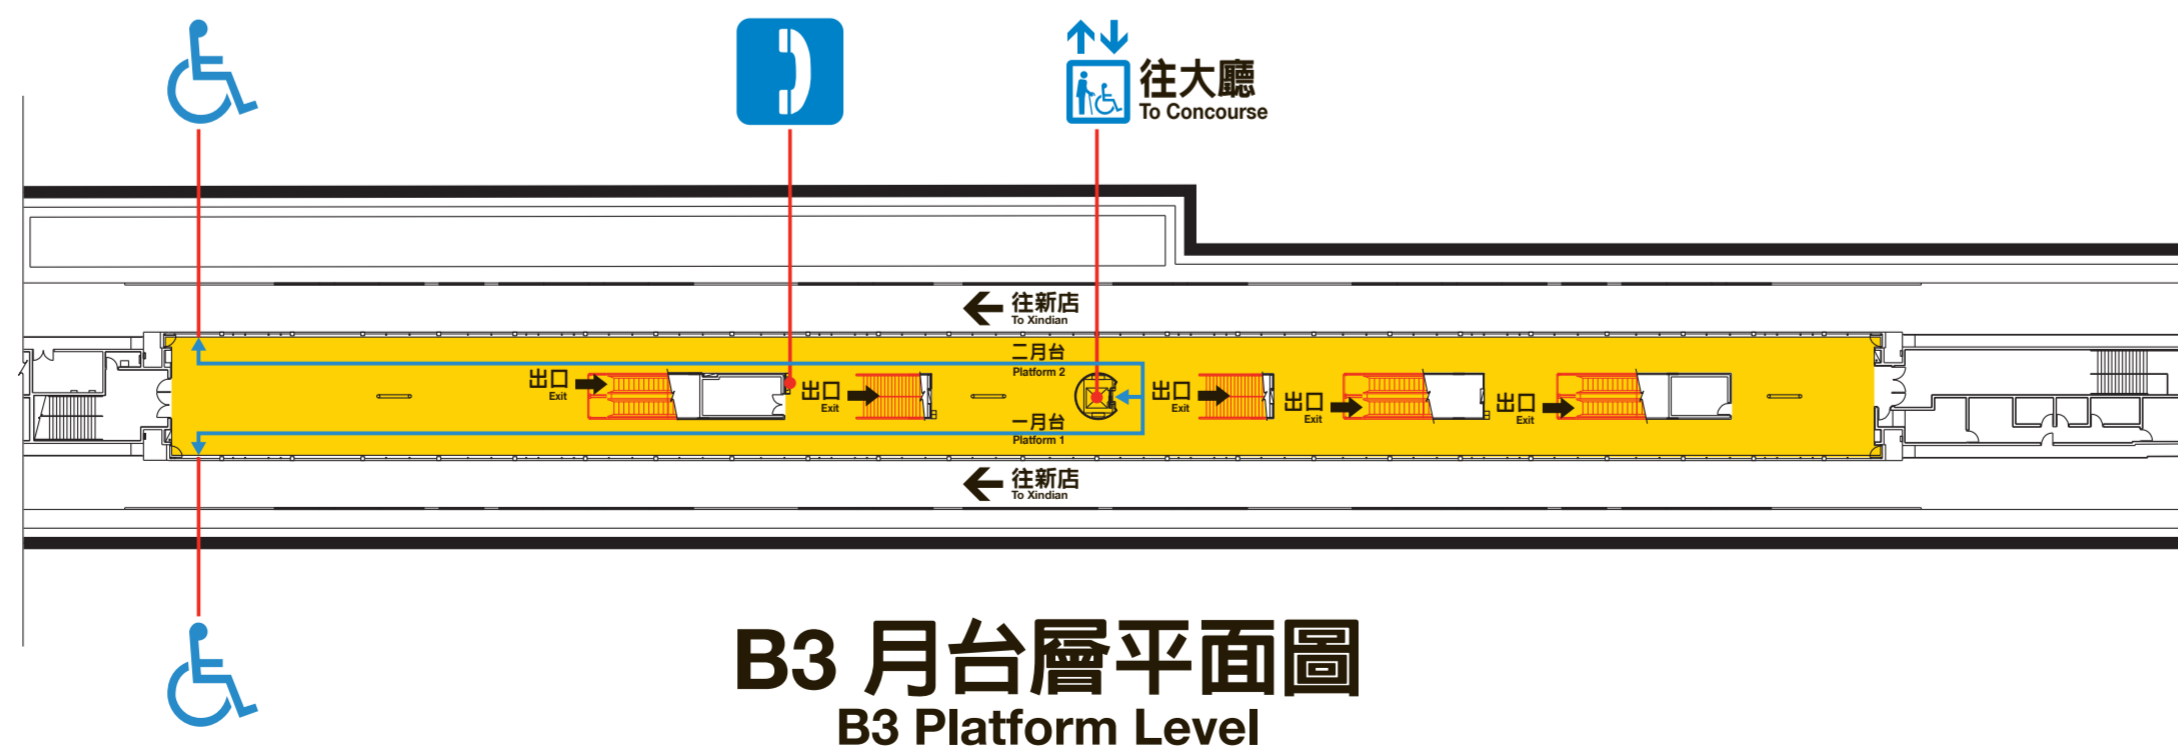 往大廳
To Concourse
往新店
To Xindian
二月台
Platform 2
出口
Exit
出口
Exit
出口
Exit
出口
Exit
出口
Exit
一月台
Platform 1
往新店
To Xindian
B3 月台層平面圖
B3 Platform Level